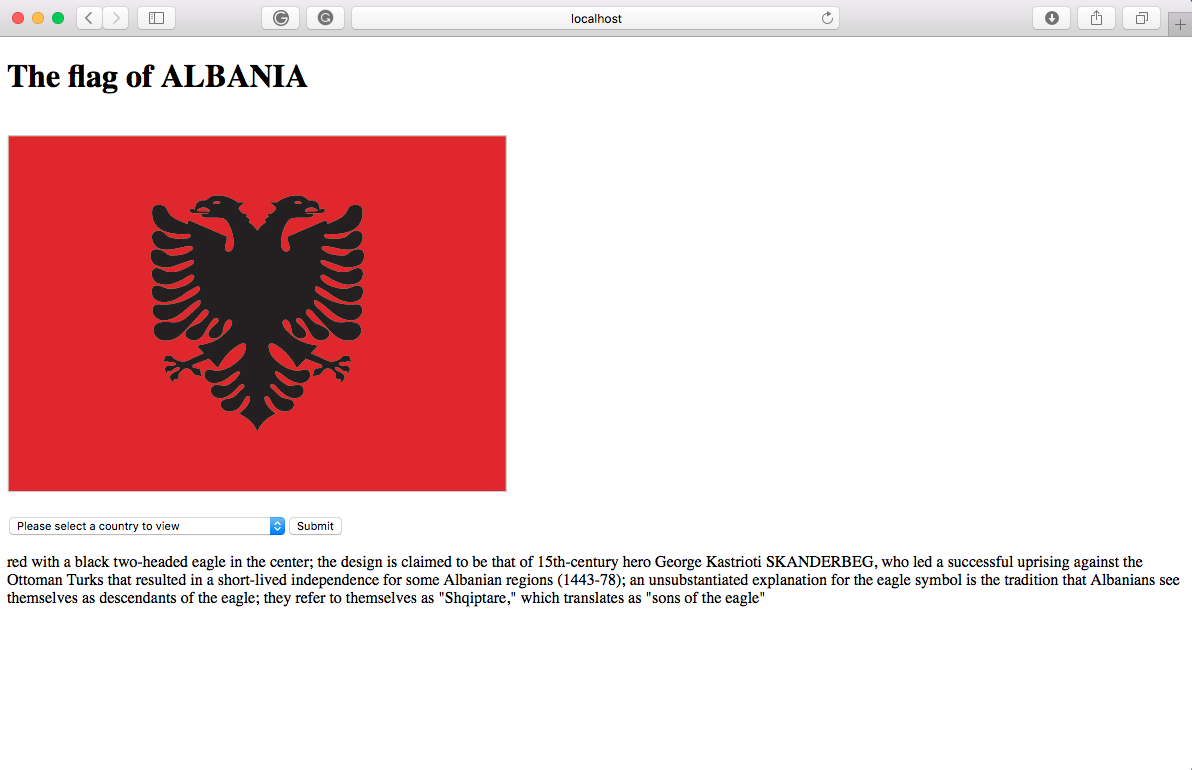 localhost
The flag of ALBANIA
Please select a country to view
Submit
red with a black two-headed eagle in the center; the design is claimed to be that of 15th-century hero George Kastrioti SKANDERBEG, who led a successful uprising against the
Ottoman Turks that resulted in a short-lived independence for some Albanian regions (1443-78); an unsubstantiated explanation for the eagle symbol is the tradition that Albanians see
themselves as descendants of the eagle; they refer to themselves as "Shqiptare," which translates as "sons of the eagle"